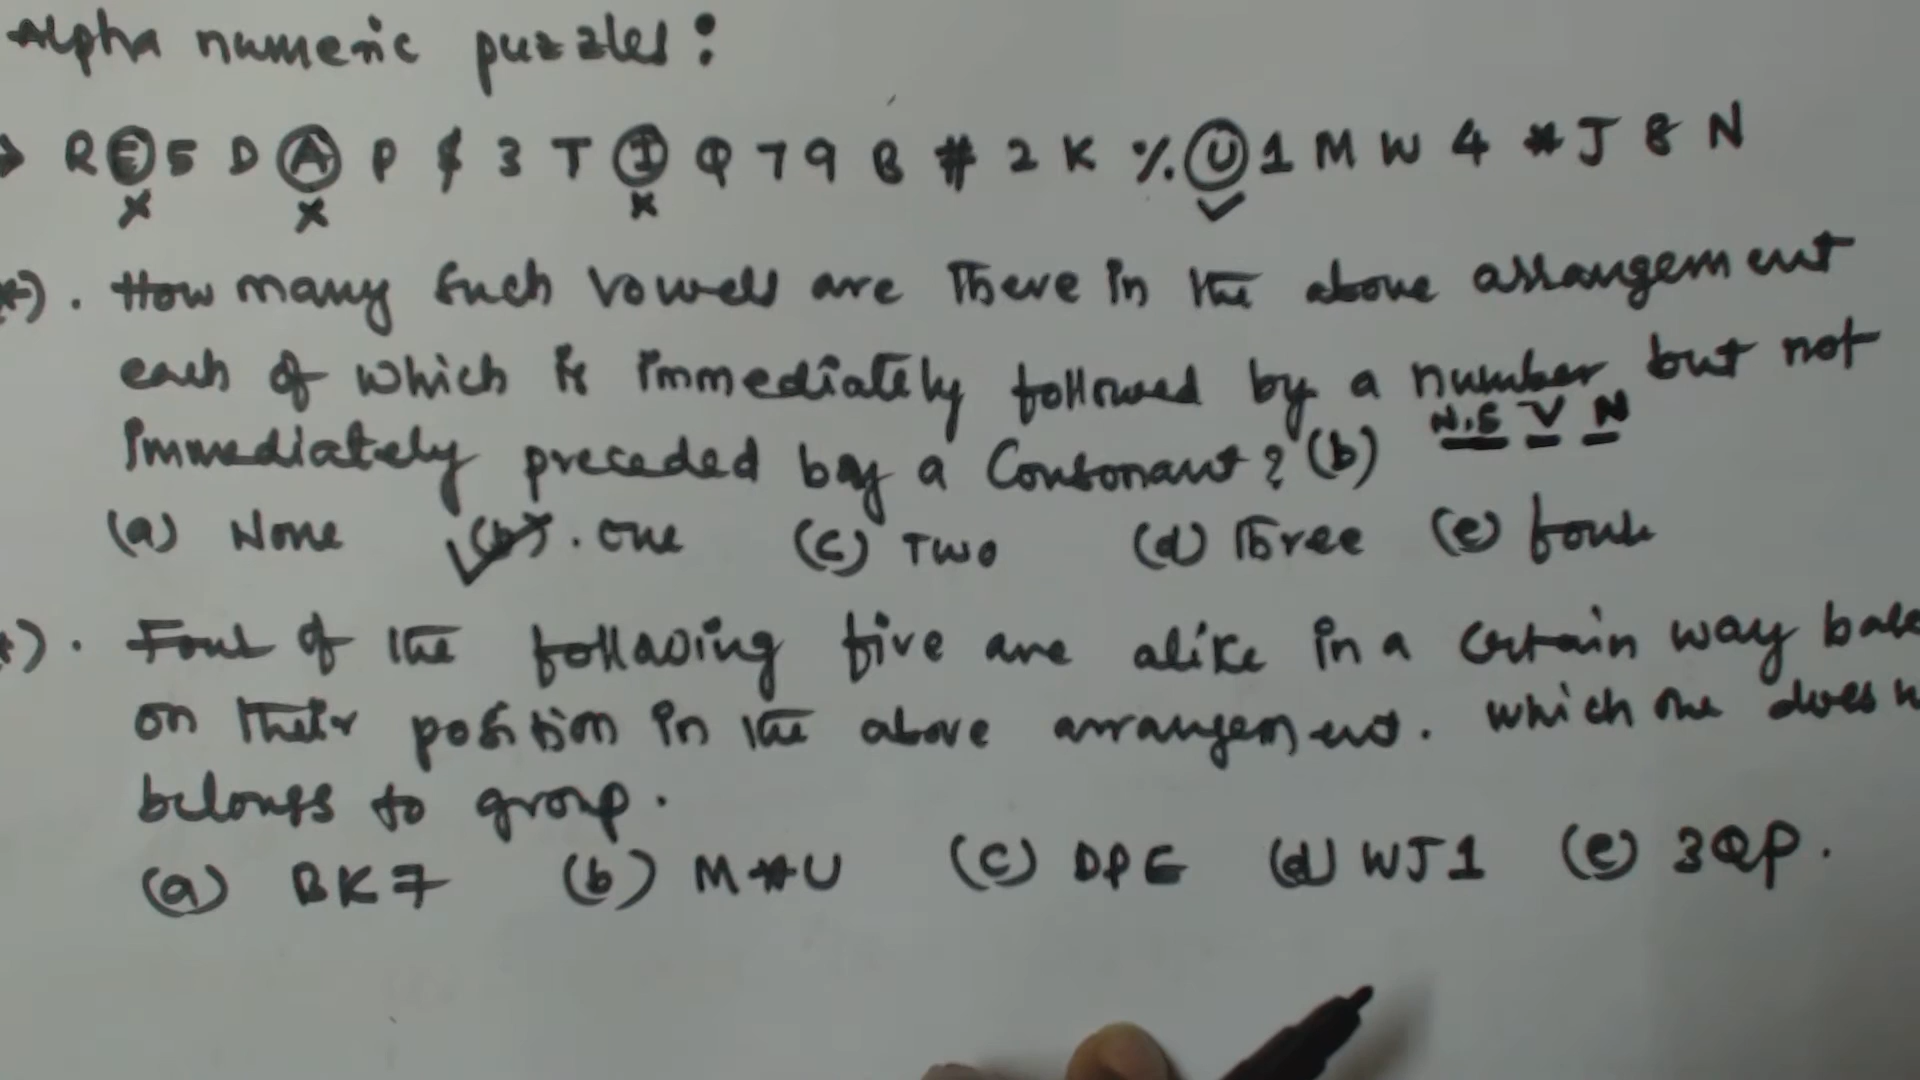 Alpha numeric puzzles:
R E 5 D A P $ 3 T I Q 7 9 B # 2 K % U 1 M W 4 * J 8 N
x x x ✓
. How many such vowels are there in the above arrangement
each of which is immediately followed by a number but not
N.S V N
immediately preceded by a Consonant? (b)
(a) None ✓(b). one (c) Two (d) Three (e) four
). Four of the following five are alike in a certain way
on their position in the above arrangement. which one does
belongs to group.
(a) BK7 (b) M*U (c) DPE (d) WJ1 (e) 3QP.